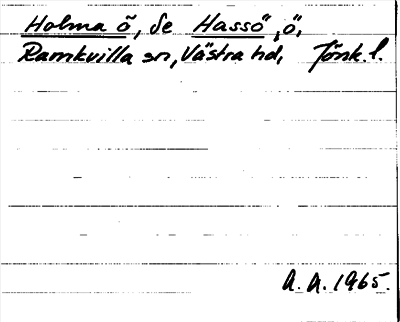 Holma ö, Se Hassö, ö,
Ramkvilla sn, Västra hd, Jönk. l.
A. A. 1965.